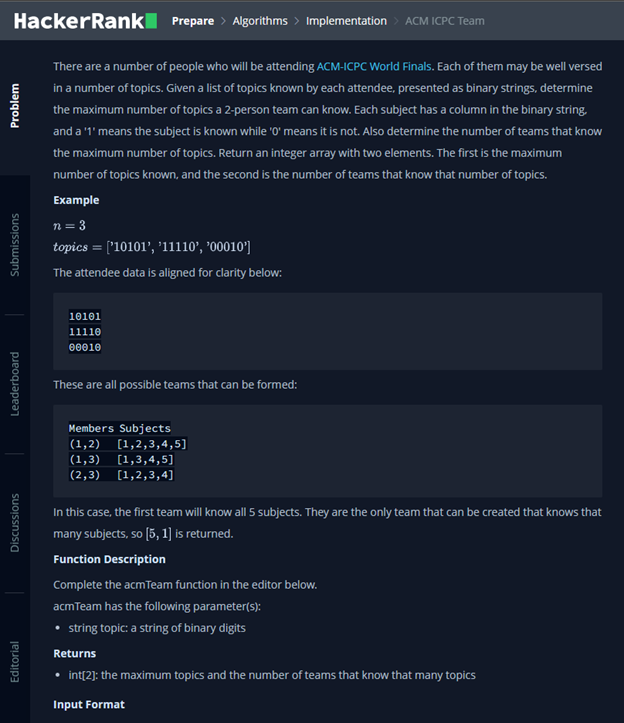 HackerRank Prepare > Algorithms > Implementation > ACM ICPC Team
Problem
Submissions
Leaderboard
Discussions
Editorial
There are a number of people who will be attending ACM-ICPC World Finals. Each of them may be well versed
in a number of topics. Given a list of topics known by each attendee, presented as binary strings, determine
the maximum number of topics a 2-person team can know. Each subject has a column in the binary string,
and a '1' means the subject is known while '0' means it is not. Also determine the number of teams that know
the maximum number of topics. Return an integer array with two elements. The first is the maximum
number of topics known, and the second is the number of teams that know that number of topics.
Example
n = 3
topics = ['10101', '11110', '00010']
The attendee data is aligned for clarity below:
10101
11110
00010
These are all possible teams that can be formed:
Members Subjects
(1,2) [1,2,3,4,5]
(1,3) [1,3,4,5]
(2,3) [1,2,3,4]
In this case, the first team will know all 5 subjects. They are the only team that can be created that knows that
many subjects, so [5, 1] is returned.
Function Description
Complete the acmTeam function in the editor below.
acmTeam has the following parameter(s):
• string topic: a string of binary digits
Returns
• int[2]: the maximum topics and the number of teams that know that many topics
Input Format